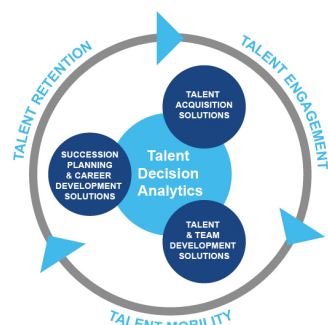 TALENT RETENTION
TALENT ENGAGEMENT
TALENT
ACQUISITION
SOLUTIONS
SUCCESSION
PLANNING
& CAREER
DEVELOPMENT
SOLUTIONS
Talent
Decision
Analytics
TALENT
& TEAM
DEVELOPMENT
SOLUTIONS
TALENT MOBILITY